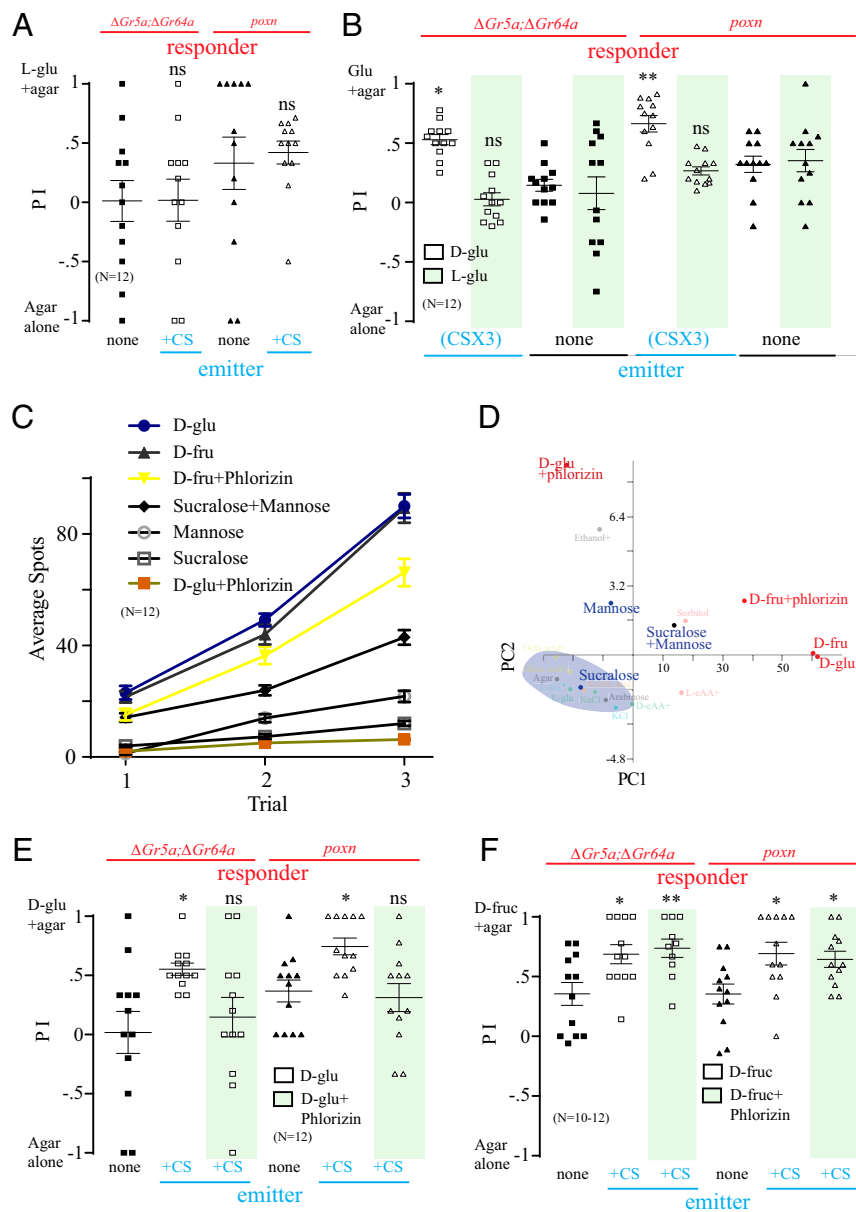 A
ΔGr5a;ΔGr64a
poxn
responder
L-glu
+agar
ns
ns
1
.5
0
-.5
-1
P I
(N=12)
Agar
alone
none
+CS
none
+CS
emitter
B
ΔGr5a;ΔGr64a
poxn
responder
Glu
+agar
*
ns
**
ns
1
.5
0
-.5
-1
P I
D-glu
L-glu
(N=12)
Agar
alone
(CSX3)
none
(CSX3)
none
emitter
C
D-glu
D-fru
D-fru+Phlorizin
Sucralose+Mannose
Mannose
Sucralose
D-glu+Phlorizin
(N=12)
80
40
0
Average Spots
1
2
3
Trial
D
D-glu
+phlorizin
6.4
Ethanol+
3.2
Mannose
Sorbitol
D-fru+phlorizin
Sucralose
+Mannose
D-fru
D-glu
PC2
10
20
30
40
50
Agar
Sucralose
L-glu
NaCl
Arabinose
KCl
D-eAA+
L-eAA+
-4.8
PC1
E
ΔGr5a;ΔGr64a
poxn
responder
D-glu
+agar
*
ns
*
ns
1
.5
0
-.5
-1
P I
D-glu
D-glu+
Phlorizin
(N=12)
Agar
alone
none
+CS
+CS
none
+CS
+CS
emitter
F
ΔGr5a;ΔGr64a
poxn
responder
D-fruc
+agar
*
**
*
*
1
.5
0
-.5
-1
P I
D-fruc
D-fruc+
Phlorizin
(N=10-12)
Agar
alone
none
+CS
+CS
none
+CS
+CS
emitter